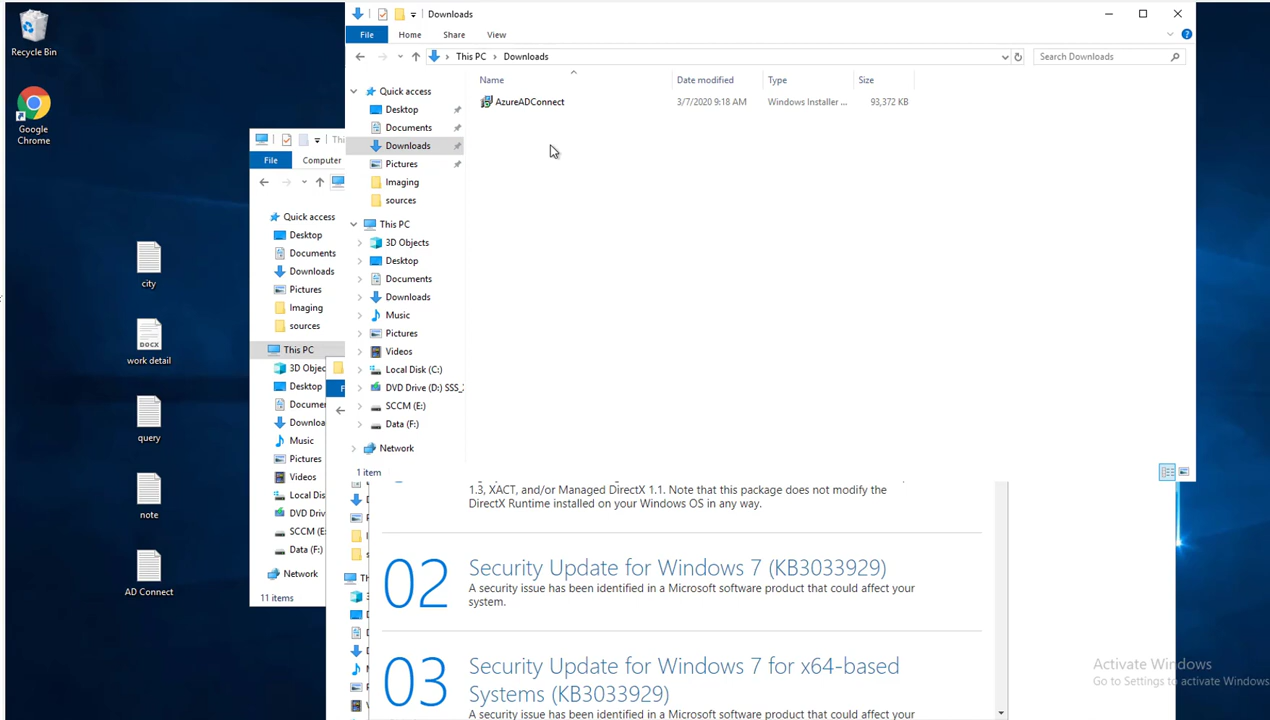 Recycle Bin
Google
Chrome
city
DOCX
work detail
query
note
AD Connect
File
Computer
Quick access
Desktop
Documents
Downloads
Pictures
Imaging
sources
This PC
Desktop
Music
Pictures
Videos
Network
11 items
Downloads
File
Home
Share
View
This PC
Downloads
Search Downloads
Quick access
Desktop
Documents
Downloads
Pictures
Imaging
sources
This PC
3D Objects
Desktop
Documents
Downloads
Music
Pictures
Videos
Local Disk (C:)
DVD Drive (D:) SSS_
SCCM (E:)
Data (F:)
Network
1 item
Name
Date modified
Type
Size
AzureADConnect
3/7/2020 9:18 AM
Windows Installer ...
93,372 KB
1.3, XACT, and/or Managed DirectX 1.1. Note that this package does not modify the
DirectX Runtime installed on your Windows OS in any way.
02
Security Update for Windows 7 (KB3033929)
A security issue has been identified in a Microsoft software product that could affect your
system.
03
Security Update for Windows 7 for x64-based
Systems (KB3033929)
A security issue has been identified in a Microsoft software product that could affect your
Activate Windows
Go to Settings to activate Windows